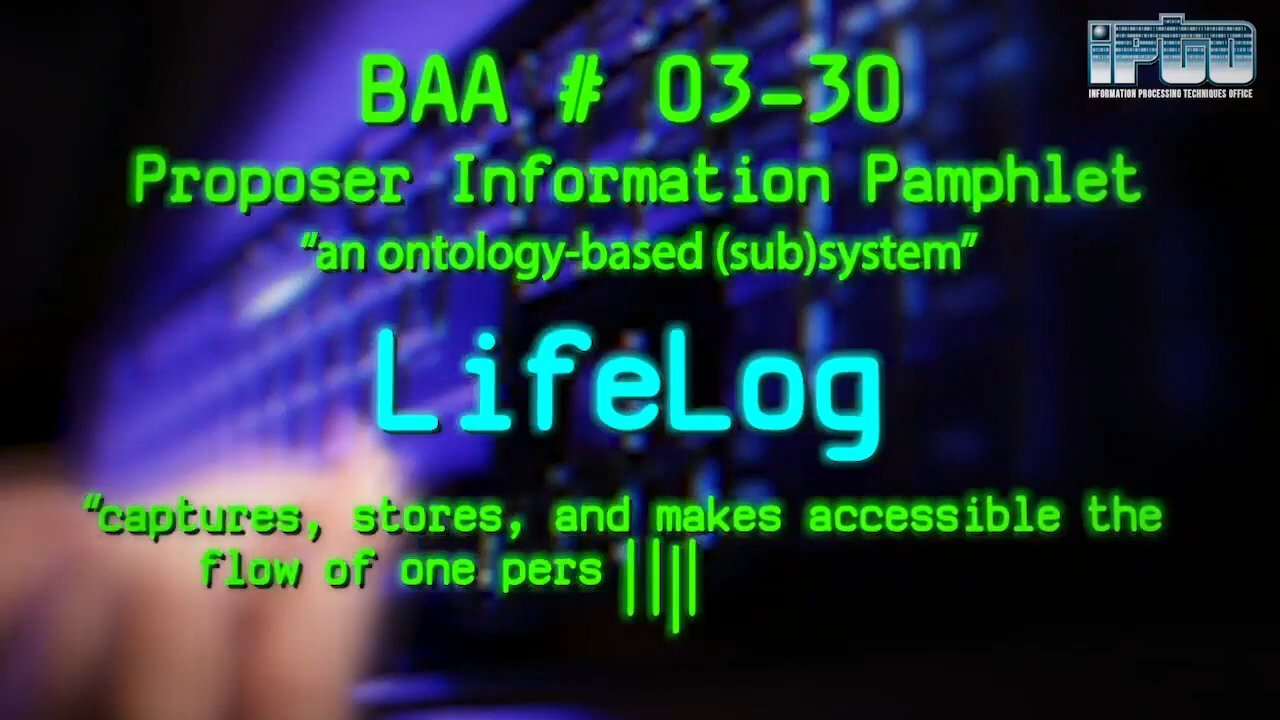 iPTO
INFORMATION PROCESSING TECHNIQUES OFFICE
BAA # 03-30
Proposer Information Pamphlet
“an ontology-based (sub)system”
LifeLog
“captures, stores, and makes accessible the
flow of one pers